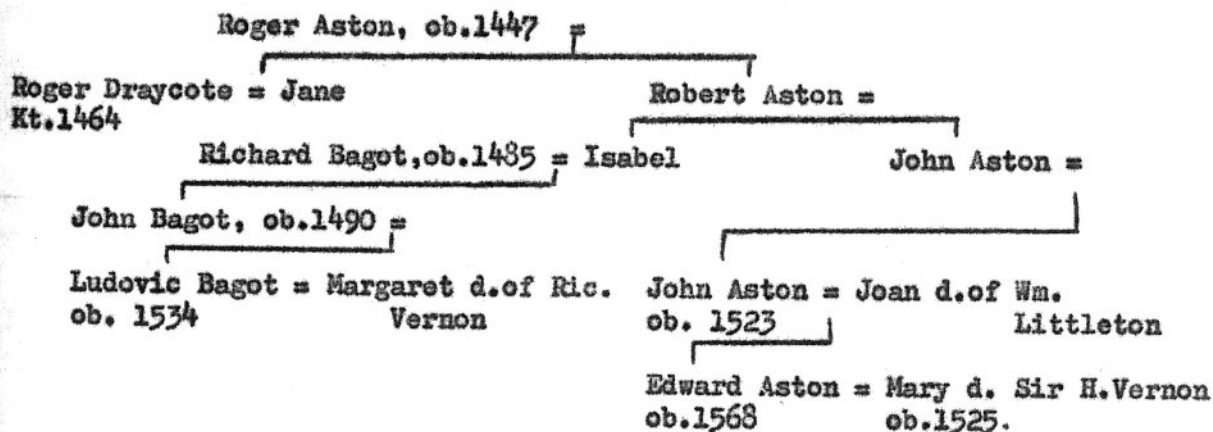 Roger Aston, ob.1447 =
Roger Draycote = Jane Robert Aston =
Kt.1464
Richard Bagot,ob.1485 = Isabel John Aston =
John Bagot, ob.1490 =
Ludovic Bagot = Margaret d.of Ric. John Aston = Joan d.of Wm.
ob. 1534 Vernon ob. 1523 Littleton
Edward Aston = Mary d. Sir H.Vernon
ob.1568 ob.1525.